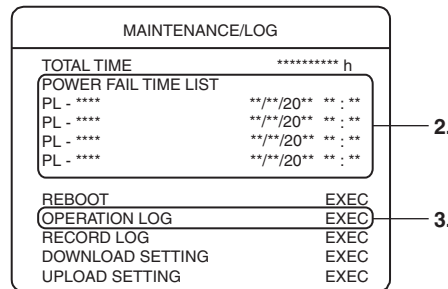 MAINTENANCE/LOG
TOTAL TIME ********** h
POWER FAIL TIME LIST
PL - **** **/**/20** ** : **
PL - **** **/**/20** ** : **
PL - **** **/**/20** ** : **
PL - **** **/**/20** ** : **
2.
REBOOT EXEC
OPERATION LOG EXEC
3.
RECORD LOG EXEC
DOWNLOAD SETTING EXEC
UPLOAD SETTING EXEC